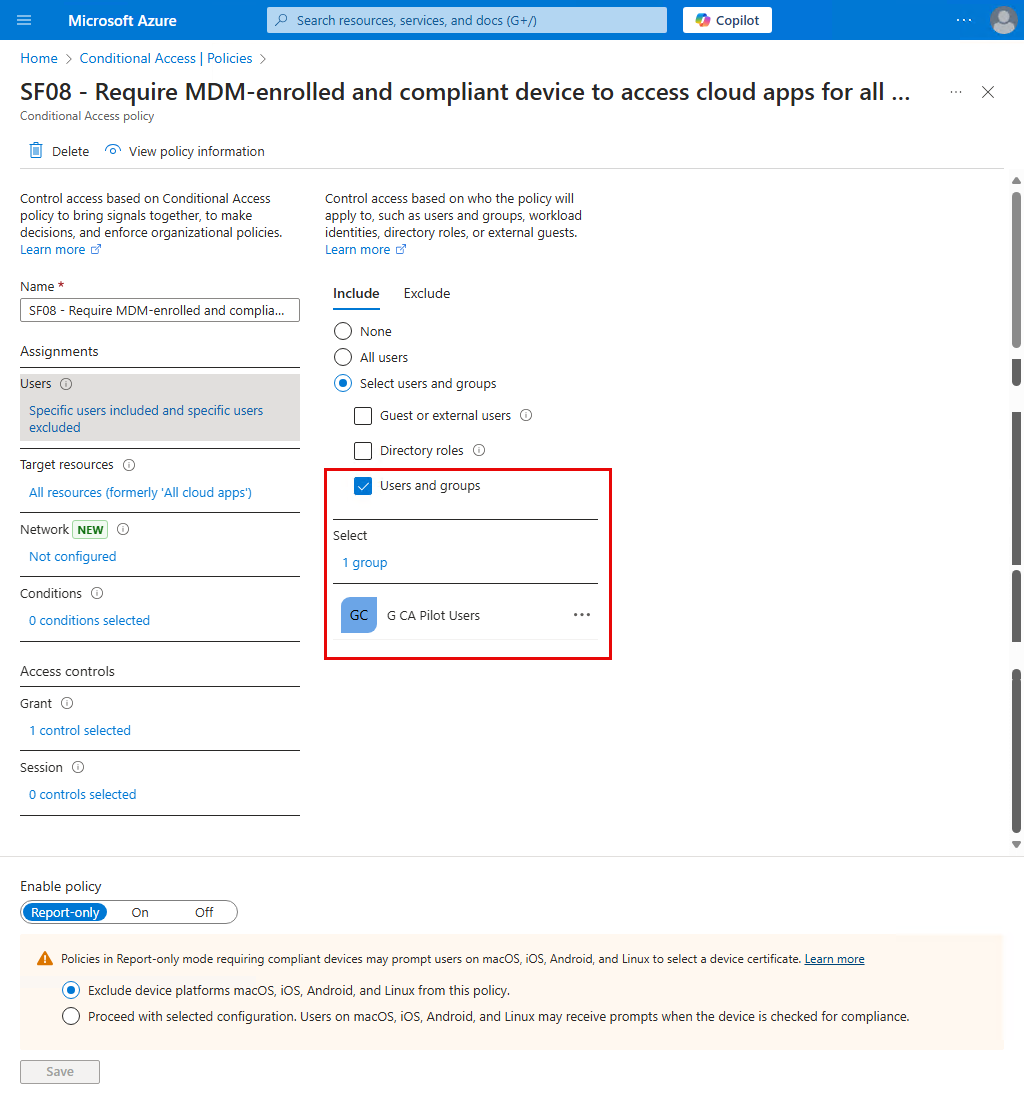 Microsoft Azure
Search resources, services, and docs (G+/)
Copilot
Home > Conditional Access | Policies >
SF08 - Require MDM-enrolled and compliant device to access cloud apps for all ...
Conditional Access policy
Delete
View policy information
Control access based on Conditional Access
policy to bring signals together, to make
decisions, and enforce organizational policies.
Learn more
Name *
SF08 - Require MDM-enrolled and complia...
Assignments
Users
Specific users included and specific users
excluded
Target resources
All resources (formerly 'All cloud apps')
Network NEW
Not configured
Conditions
0 conditions selected
Access controls
Grant
1 control selected
Session
0 controls selected
Control access based on who the policy will
apply to, such as users and groups, workload
identities, directory roles, or external guests.
Learn more
Include Exclude
None
All users
Select users and groups
Guest or external users
Directory roles
Users and groups
Select
1 group
GC G CA Pilot Users
Enable policy
Report-only On Off
Policies in Report-only mode requiring compliant devices may prompt users on macOS, iOS, Android, and Linux to select a device certificate. Learn more
Exclude device platforms macOS, iOS, Android, and Linux from this policy.
Proceed with selected configuration. Users on macOS, iOS, Android, and Linux may receive prompts when the device is checked for compliance.
Save